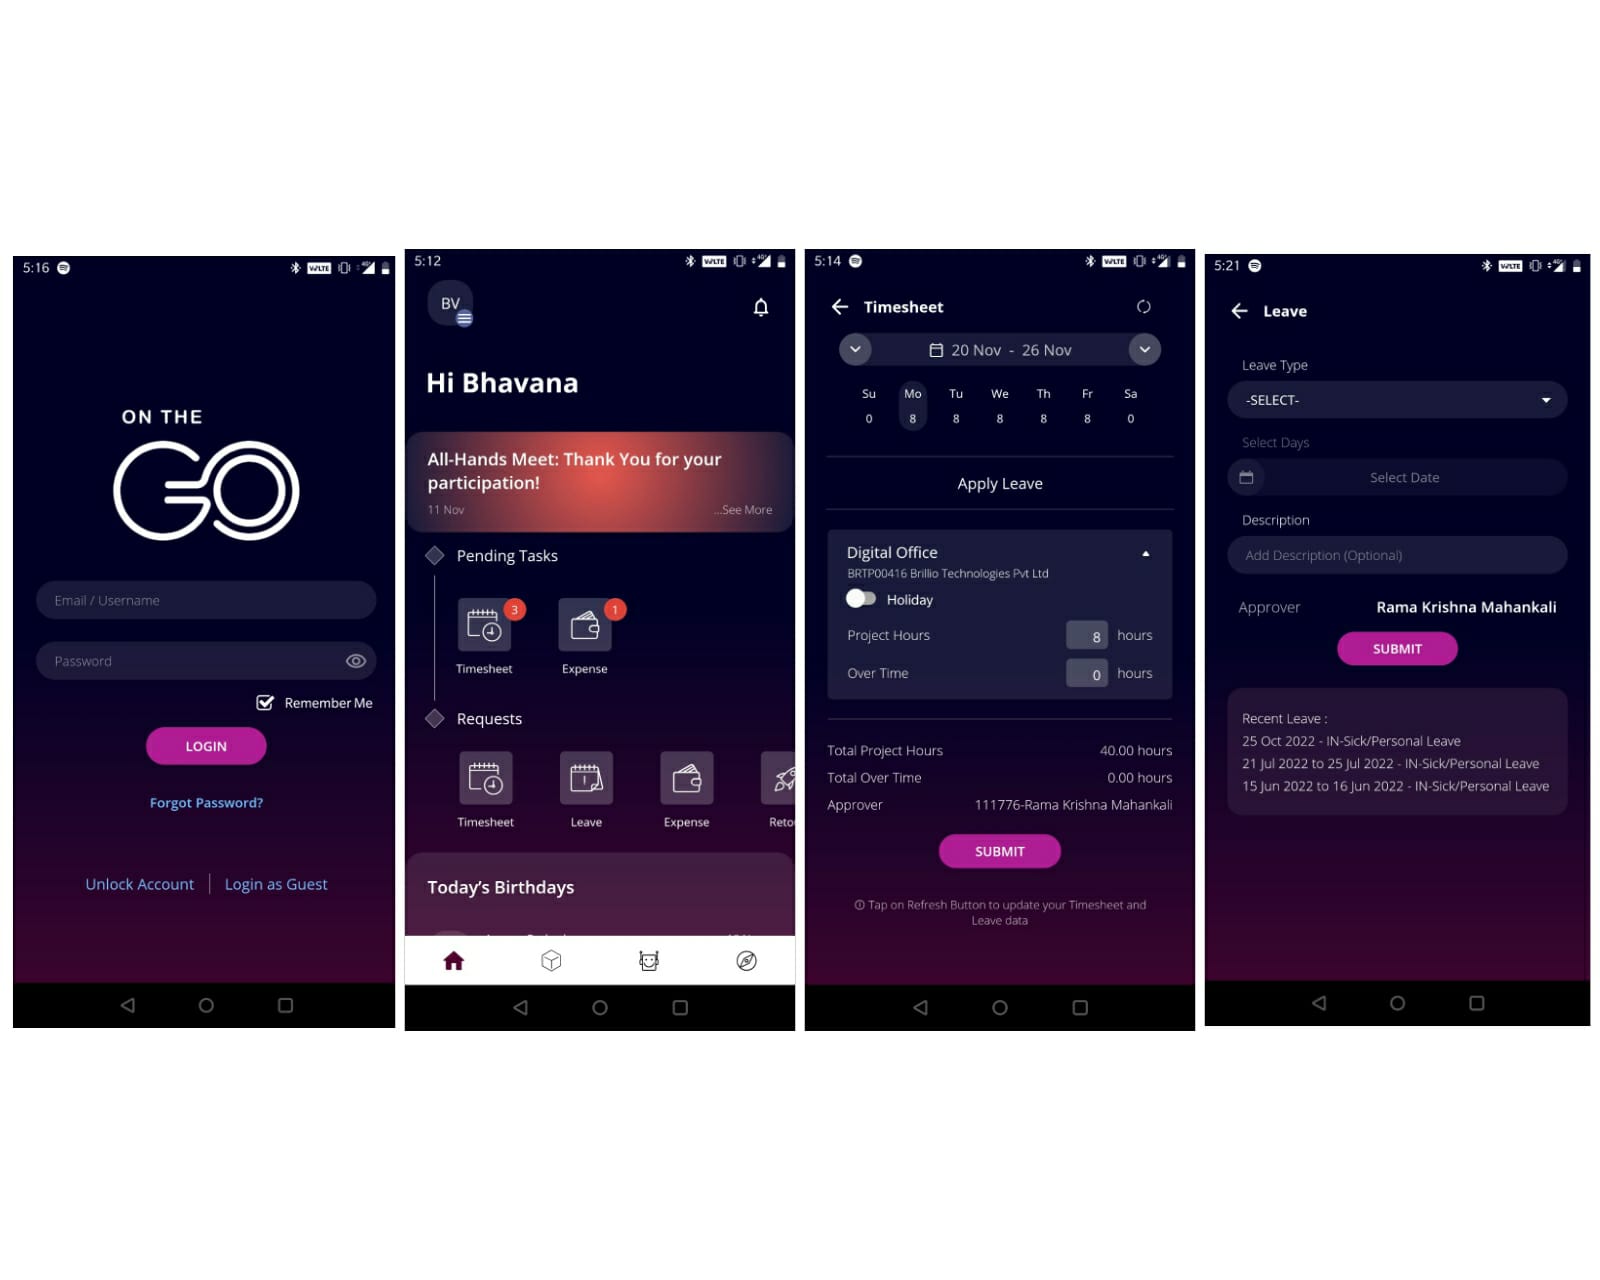 5:16
VoLTE
4G
ON THE
GO
Email / Username
Password
Remember Me
LOGIN
Forgot Password?
Unlock Account
Login as Guest
5:12
VoLTE
4G
BV
Hi Bhavana
All-Hands Meet: Thank You for your
participation!
11 Nov
...See More
Pending Tasks
3
1
Timesheet
Expense
Requests
Timesheet
Leave
Expense
Reto
Today's Birthdays
5:14
VoLTE
4G
Timesheet
20 Nov - 26 Nov
Su Mo Tu We Th Fr Sa
0 8 8 8 8 8 0
Apply Leave
Digital Office
BRTP00416 Brillio Technologies Pvt Ltd
Holiday
Project Hours 8 hours
Over Time 0 hours
Total Project Hours 40.00 hours
Total Over Time 0.00 hours
Approver 111776-Rama Krishna Mahankali
SUBMIT
Tap on Refresh Button to update your Timesheet and
Leave data
5:21
VoLTE
4G
Leave
Leave Type
-SELECT-
Select Days
Select Date
Description
Add Description (Optional)
Approver Rama Krishna Mahankali
SUBMIT
Recent Leave :
25 Oct 2022 - IN-Sick/Personal Leave
21 Jul 2022 to 25 Jul 2022 - IN-Sick/Personal Leave
15 Jun 2022 to 16 Jun 2022 - IN-Sick/Personal Leave